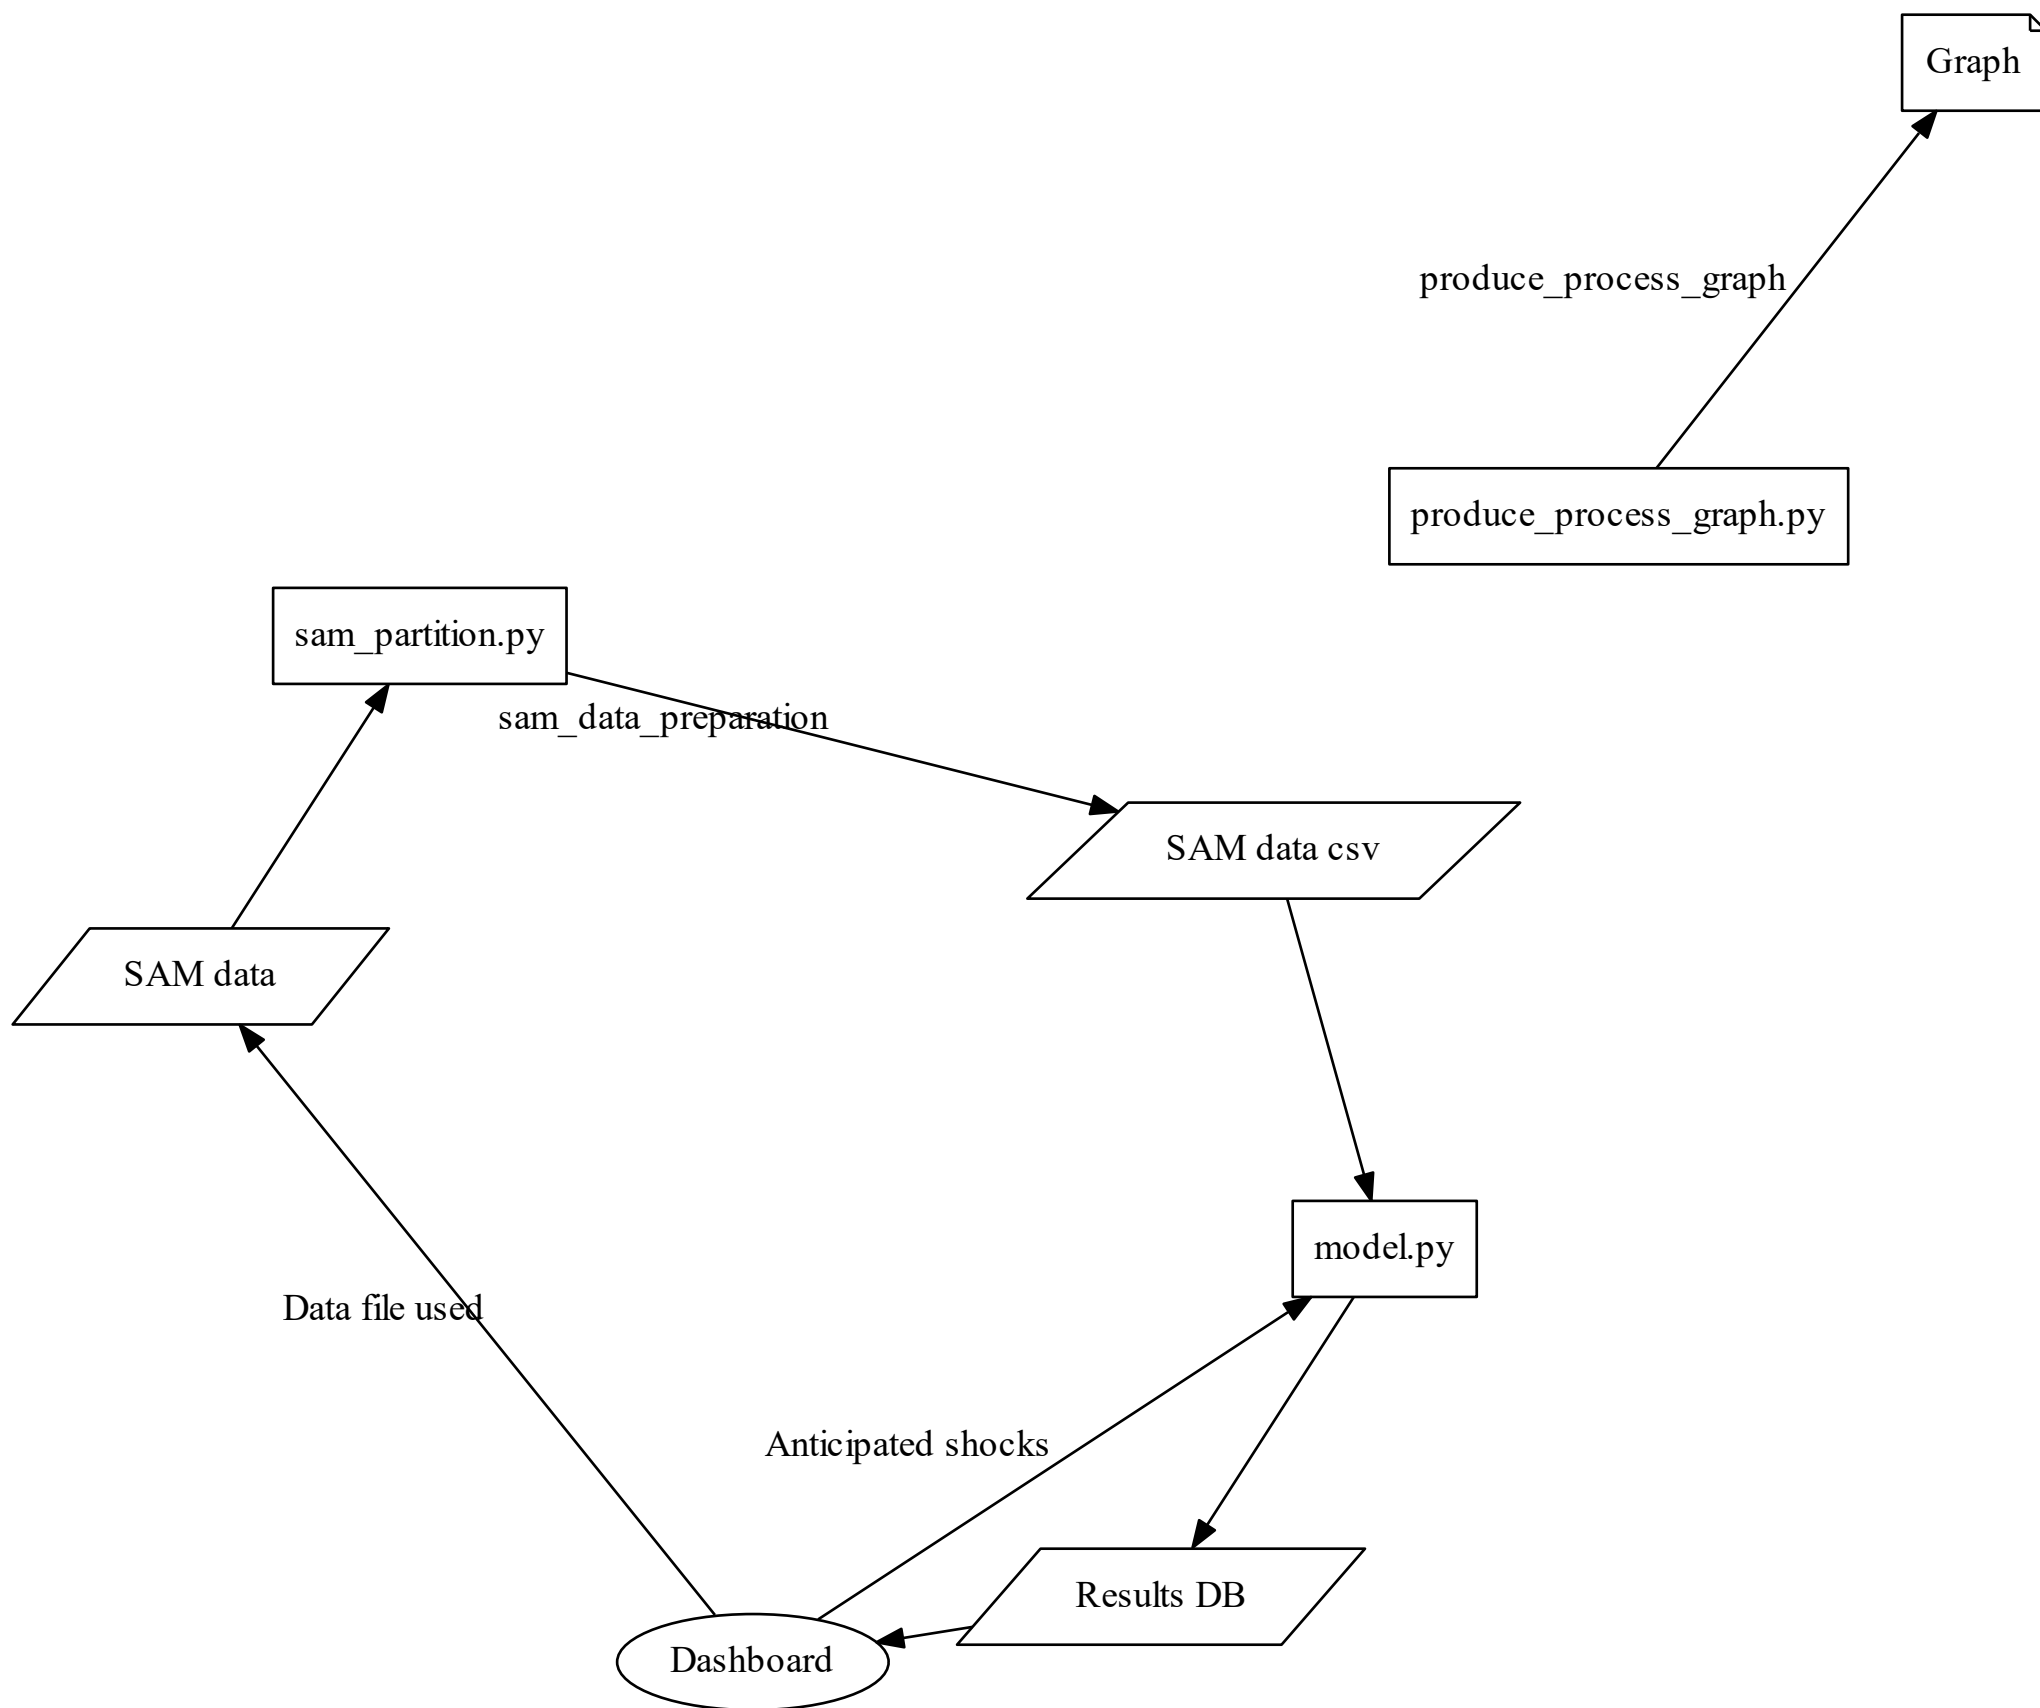 Graph
produce_process_graph
produce_process_graph.py
sam_partition.py
sam_data_preparation
SAM data csv
SAM data
model.py
Data file used
Anticipated shocks
Results DB
Dashboard